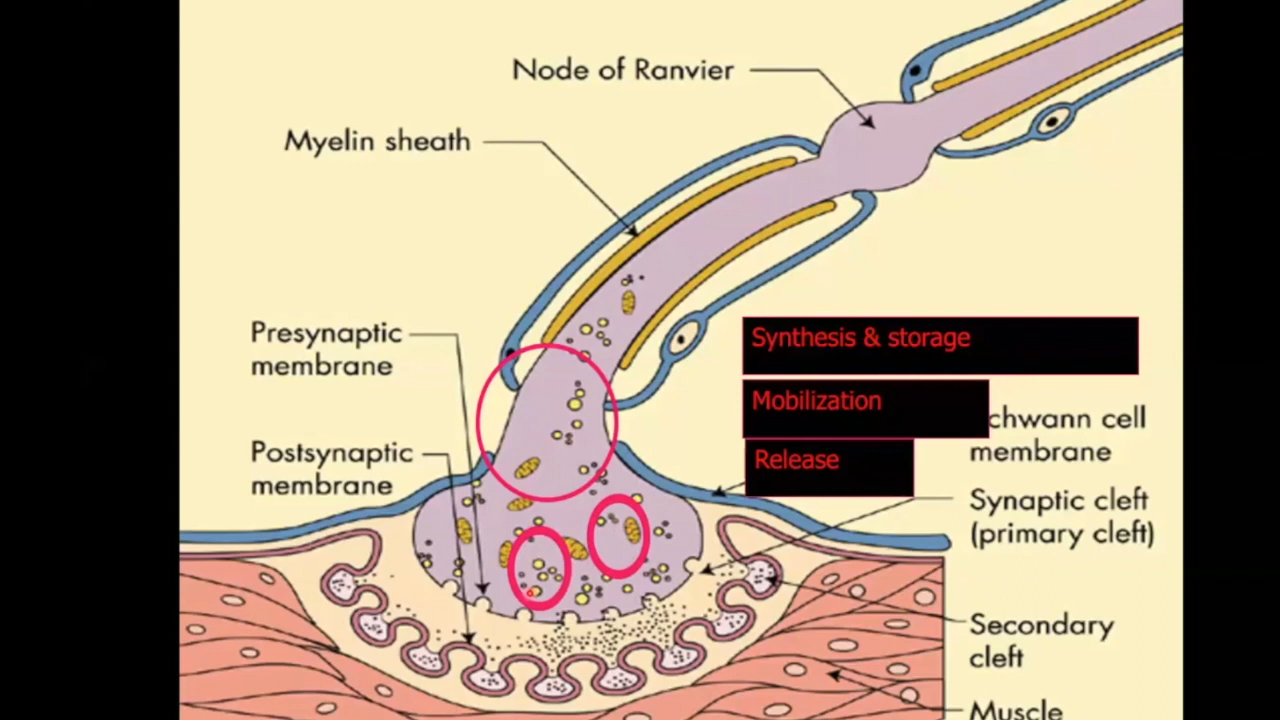 Node of Ranvier
Myelin sheath
Presynaptic
membrane
Synthesis & storage
Mobilization
Release
chwann cell
membrane
Postsynaptic
membrane
Synaptic cleft
(primary cleft)
Secondary
cleft
Muscle